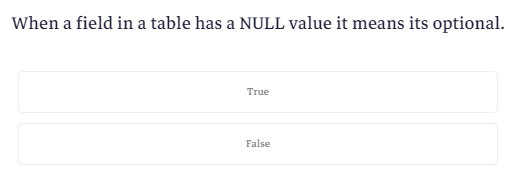 When a field in a table has a NULL value it means its optional.
True
False